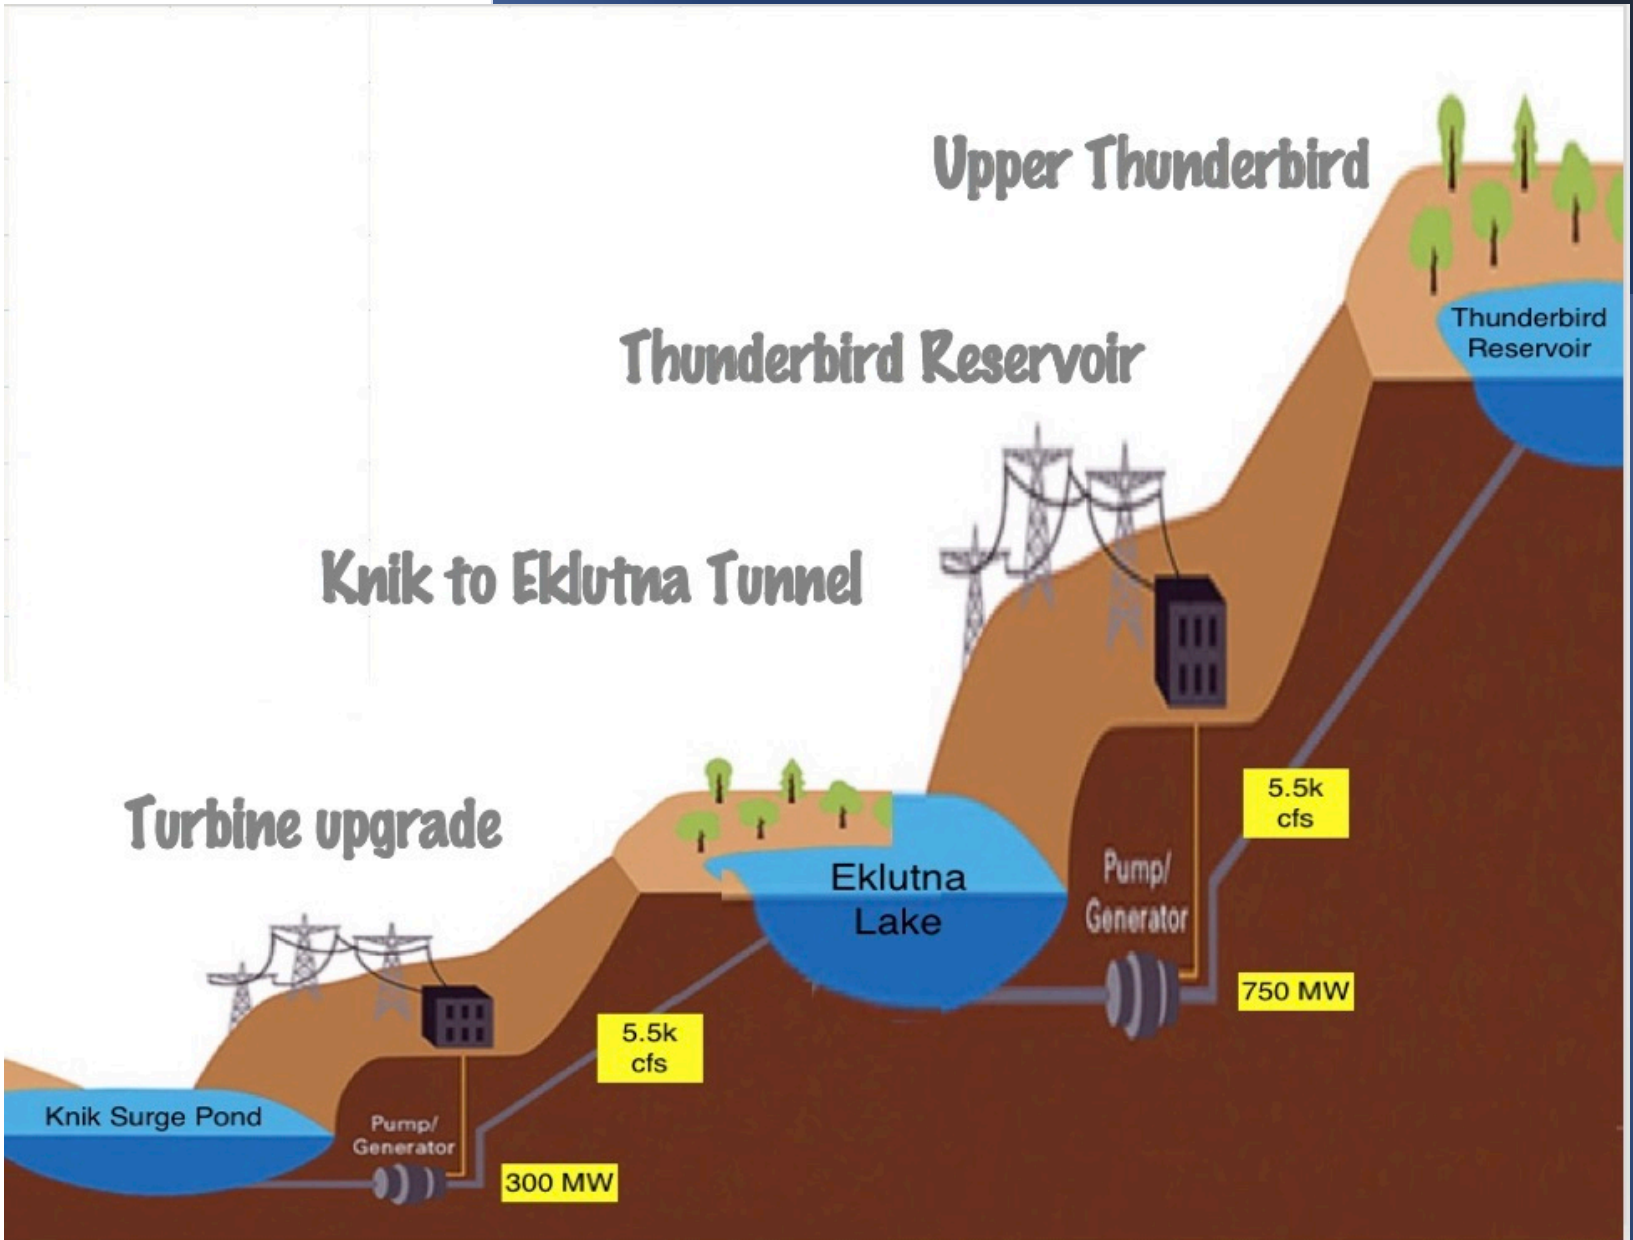 Upper Thunderbird
Thunderbird
Reservoir
Thunderbird Reservoir
Knik to Eklutna Tunnel
5.5k
cfs
Turbine upgrade
Eklutna
Lake
Pump/
Generator
750 MW
5.5k
cfs
Knik Surge Pond
Pump/
Generator
300 MW